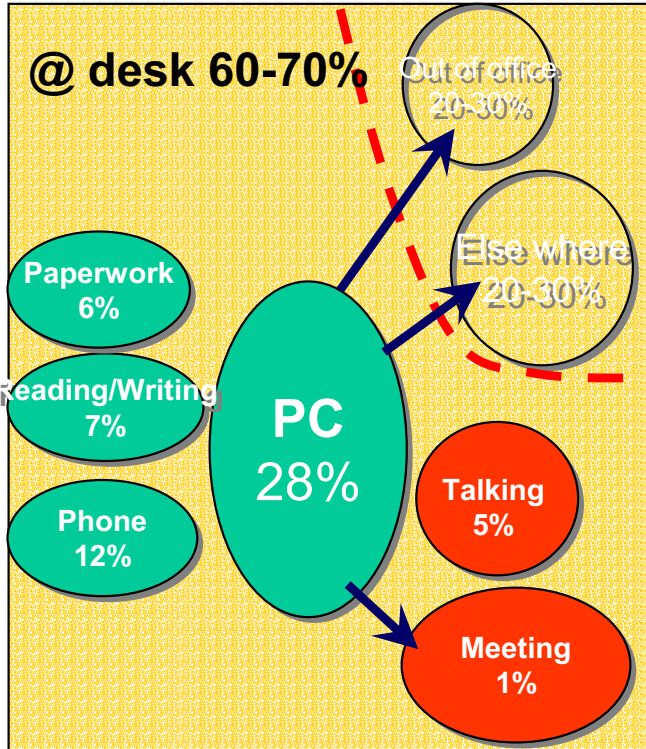 @ desk 60-70%
Out of office
20-30%
Else where
20-30%
Paperwork
6%
Reading/Writing
7%
PC
28%
Phone
12%
Talking
5%
Meeting
1%